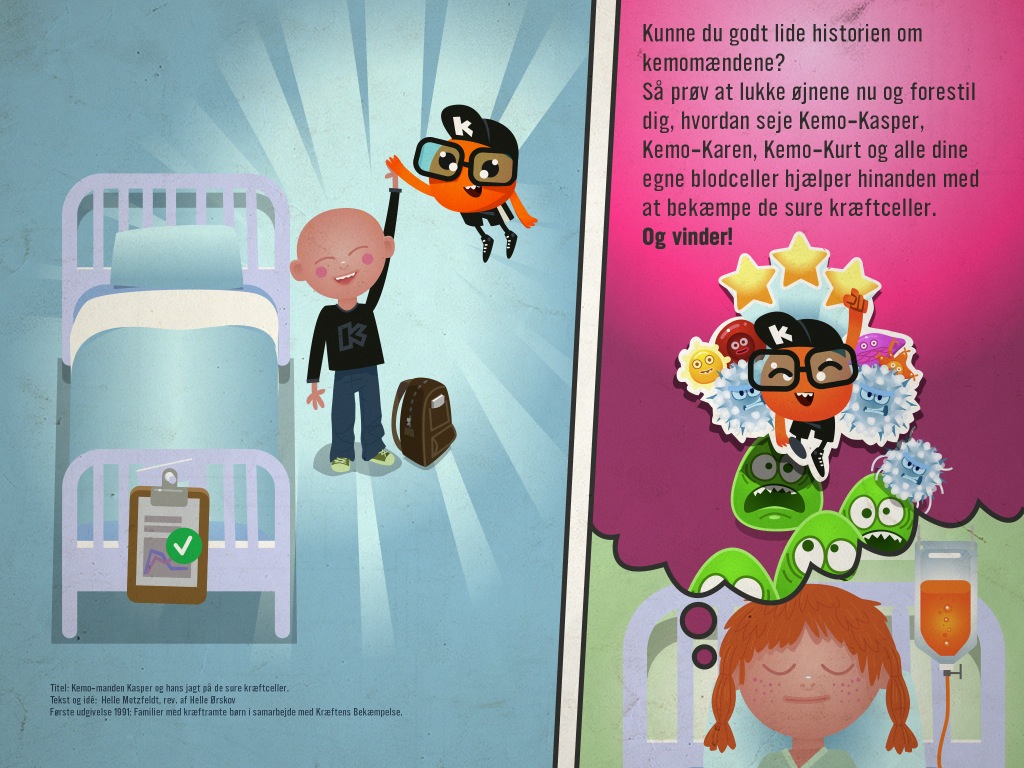 Kunne du godt lide historien om
kemomændene?
Så prøv at lukke øjnene nu og forestil
dig, hvordan seje Kemo-Kasper,
Kemo-Karen, Kemo-Kurt og alle dine
egne blodceller hjælper hinanden med
at bekæmpe de sure kræftceller.
Og vinder!
K
K
K
Titel: Kemo-manden Kasper og hans jagt på de sure kræftceller.
Tekst og idé: Helle Motzfeldt, rev. af Helle Ørskov
Første udgivelse 1991; Familier med kræftramte børn i samarbejde med Kræftens Bekæmpelse.